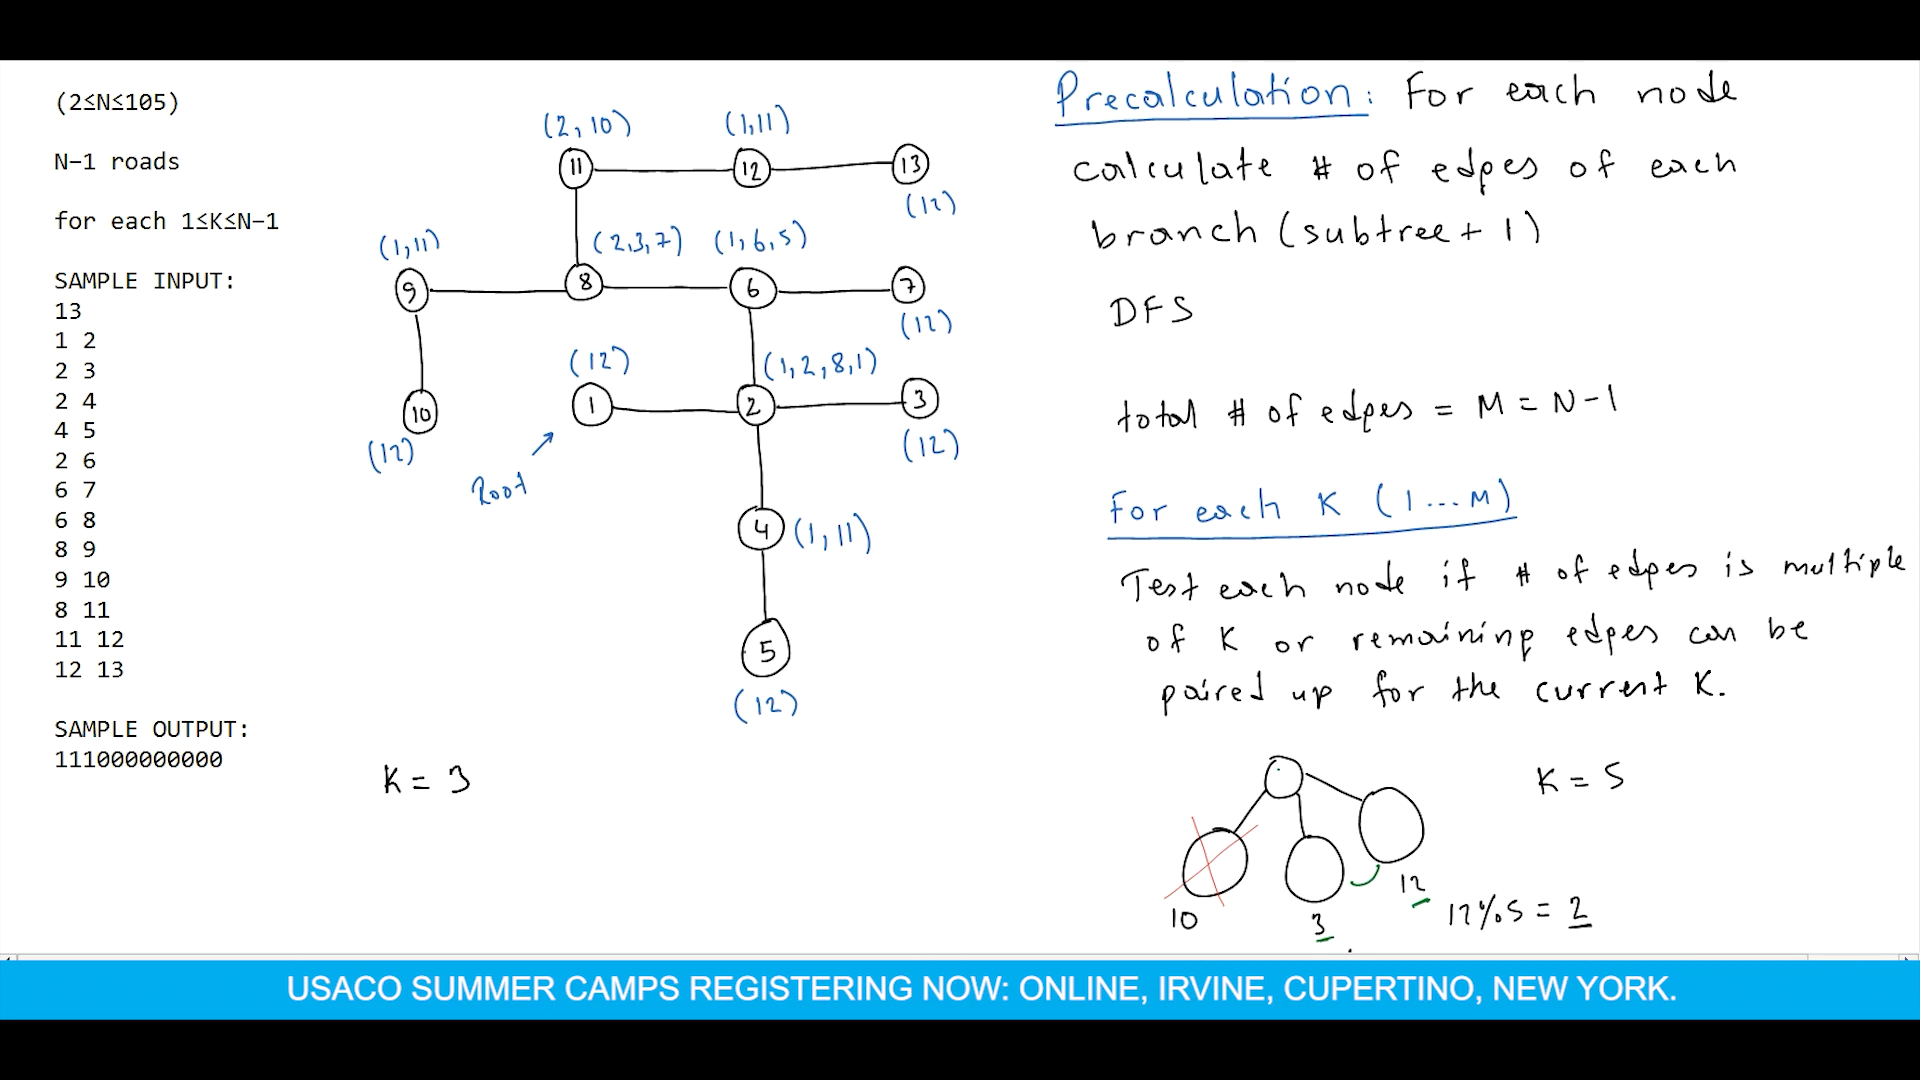 (2≤N≤105)
N-1 roads
for each 1≤K≤N-1
SAMPLE INPUT:
13
1 2
2 3
2 4
4 5
2 6
6 7
6 8
8 9
9 10
8 11
11 12
12 13
SAMPLE OUTPUT:
111000000000
(2,10) (1,11)
11 12 13
(12)
(1,11) (2,3,7) (1,6,5)
9 8 6 7
(12)
(12) (1,2,8,1)
10 1 2 3
(12) (12)
Root
4 (1,11)
5
(12)
K = 3
Precalculation: For each node
calculate # of edges of each
branch (subtree + 1)
DFS
total # of edges = M = N-1
For each K (1...M)
Test each node if # of edges is multiple
of K or remaining edges can be
paired up for the current K.
K = 5
10 3 12 12%5 = 2
USACO SUMMER CAMPS REGISTERING NOW: ONLINE, IRVINE, CUPERTINO, NEW YORK.